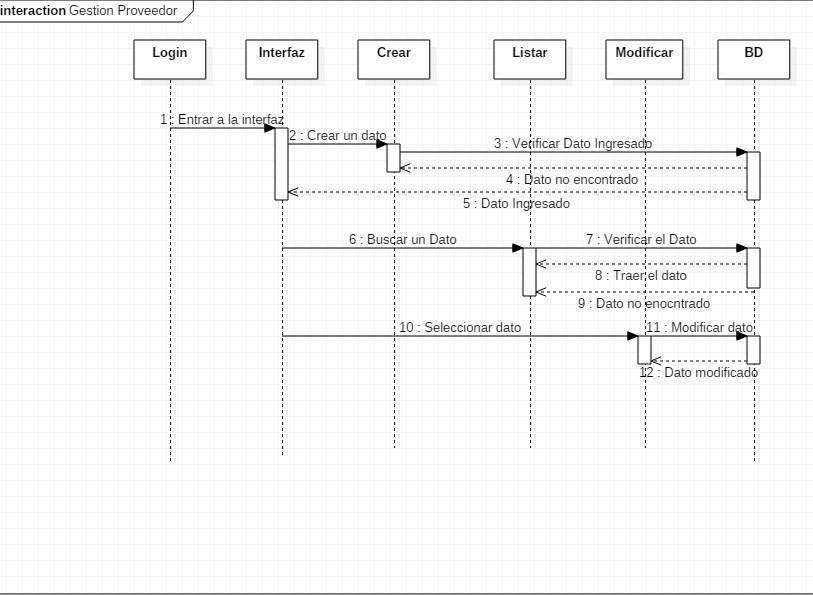 interaction Gestion Proveedor
Login
Interfaz
Crear
Listar
Modificar
BD
1 : Entrar a la interfaz
2 : Crear un dato
3 : Verificar Dato Ingresado
4 : Dato no encontrado
5 : Dato Ingresado
6 : Buscar un Dato
7 : Verificar el Dato
8 : Traer el dato
9 : Dato no enocntrado
10 : Seleccionar dato
11 : Modificar dato
12 : Dato modificado